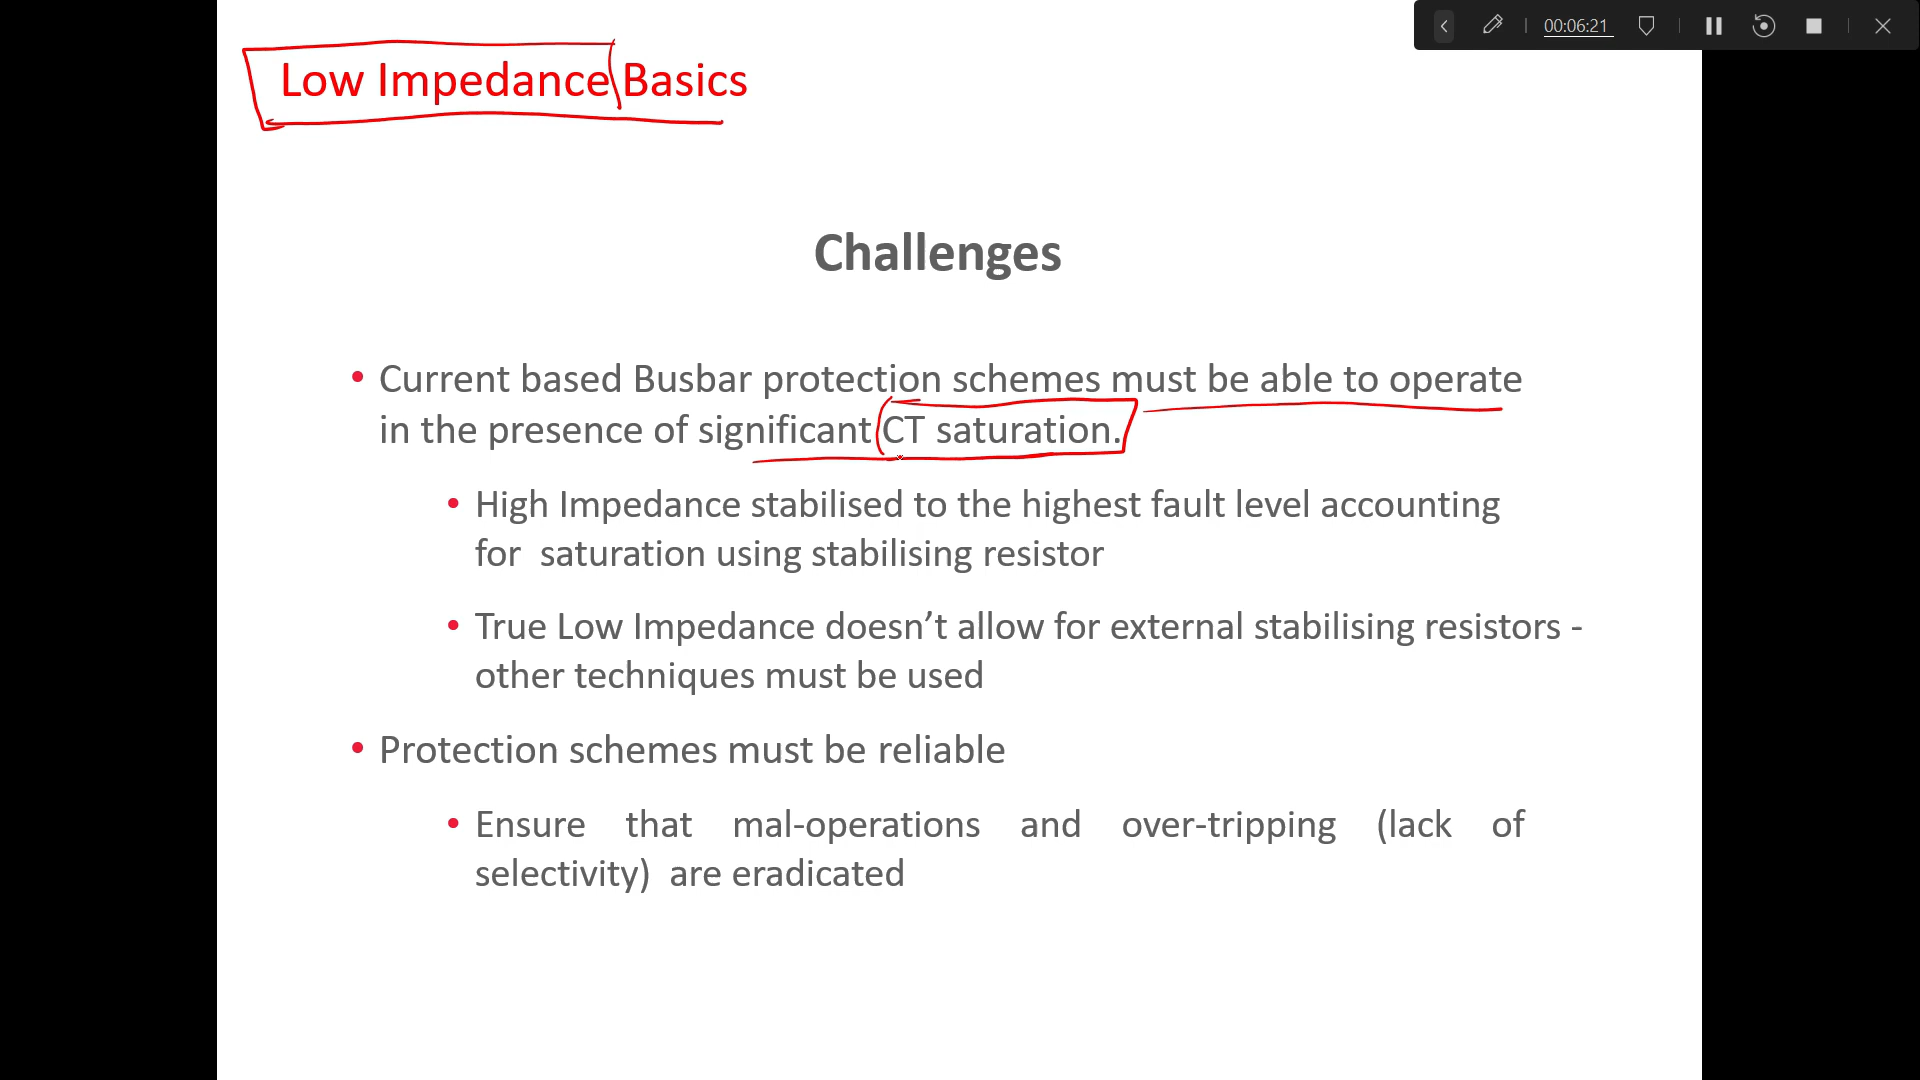 00:06:21
Low Impedance Basics
Challenges
• Current based Busbar protection schemes must be able to operate
in the presence of significant CT saturation.
• High Impedance stabilised to the highest fault level accounting
for saturation using stabilising resistor
• True Low Impedance doesn’t allow for external stabilising resistors -
other techniques must be used
• Protection schemes must be reliable
• Ensure that mal-operations and over-tripping (lack of
selectivity) are eradicated